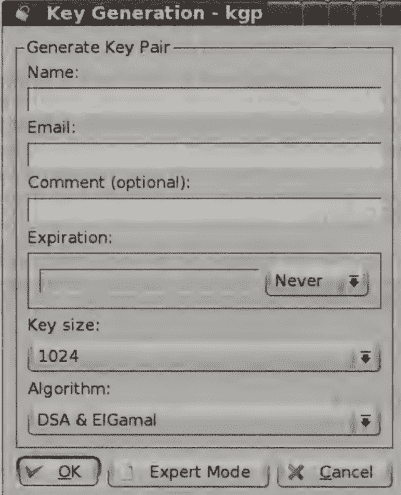 Key Generation - kgp
Generate Key Pair
Name:
Email:
Comment (optional):
Expiration:
Never
Key size:
1024
Algorithm:
DSA & ElGamal
OK
Expert Mode
Cancel